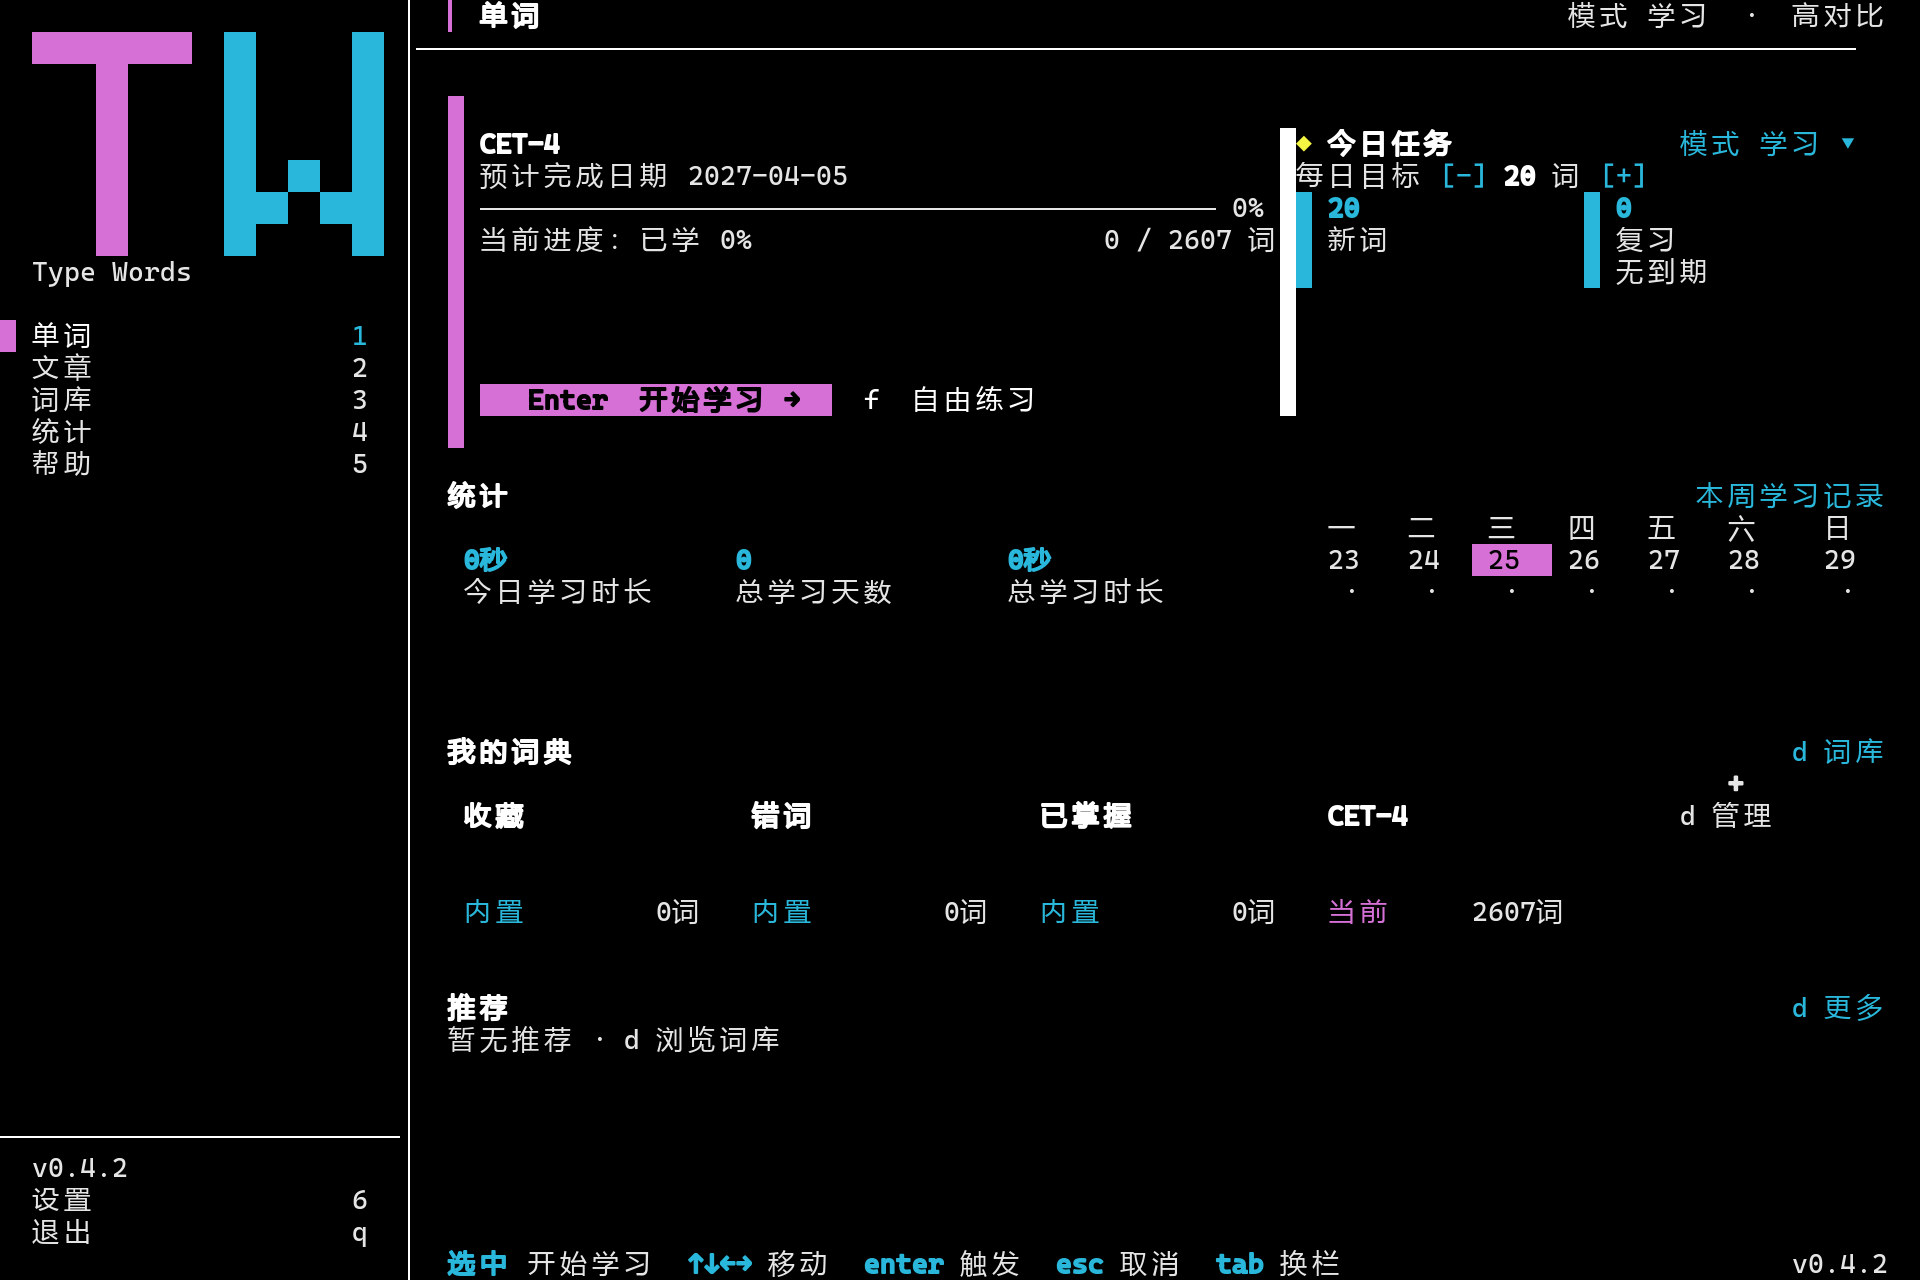 TW
Type Words
单词 1
文章 2
词库 3
统计 4
帮助 5
v0.4.2
设置 6
退出 q
单词 模式 学习 · 高对比
CET-4
预计完成日期 2027-04-05
0%
当前进度: 已学 0% 0 / 2607 词
Enter 开始学习 → f 自由练习
◆ 今日任务 模式 学习 ▼
每日目标 [-] 20 词 [+]
20 0
新词 复习
无到期
统计 本周学习记录
一 二 三 四 五 六 日
0秒 0 0秒 23 24 25 26 27 28 29
今日学习时长 总学习天数 总学习时长 · · · · · · ·
我的词典 d 词库
+
收藏 错词 已掌握 CET-4 d 管理
内置 0词 内置 0词 内置 0词 当前 2607词
推荐 d 更多
暂无推荐 · d 浏览词库
选中 开始学习 ↑↓←→ 移动 enter 触发 esc 取消 tab 换栏 v0.4.2